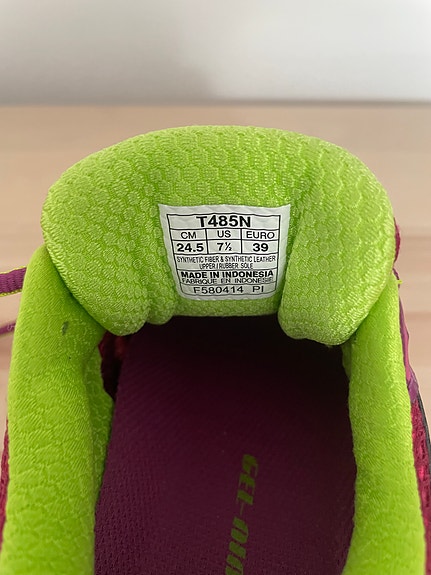 T485N
CM US EURO
24.5 7½ 39
SYNTHETIC FIBER & SYNTHETIC LEATHER
UPPER / RUBBER SOLE
MADE IN INDONESIA
FABRIQUE EN INDONESIE
F580414 PI